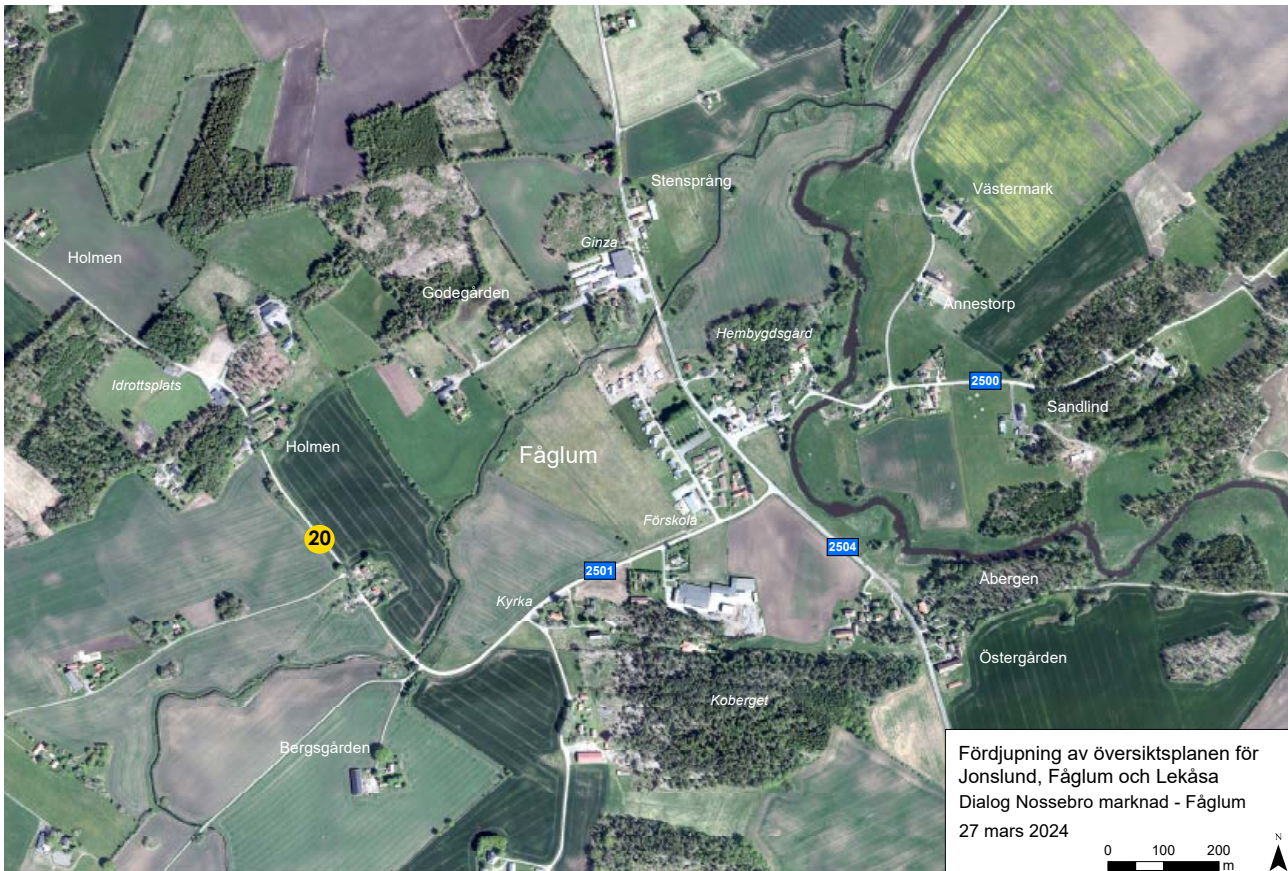 Stensprång
Västermark
Ginza
Holmen
Godegården
Annestorp
Hembygdsgård
Idrottsplats
2500
Sandlind
Holmen
Fåglum
Förskola
20
2504
2501
Åbergen
Kyrka
Östergården
Koberget
Bergsgården
Fördjupning av översiktsplanen för
Jonslund, Fåglum och Lekåsa
Dialog Nossebro marknad - Fåglum
27 mars 2024
N
0 100 200
m